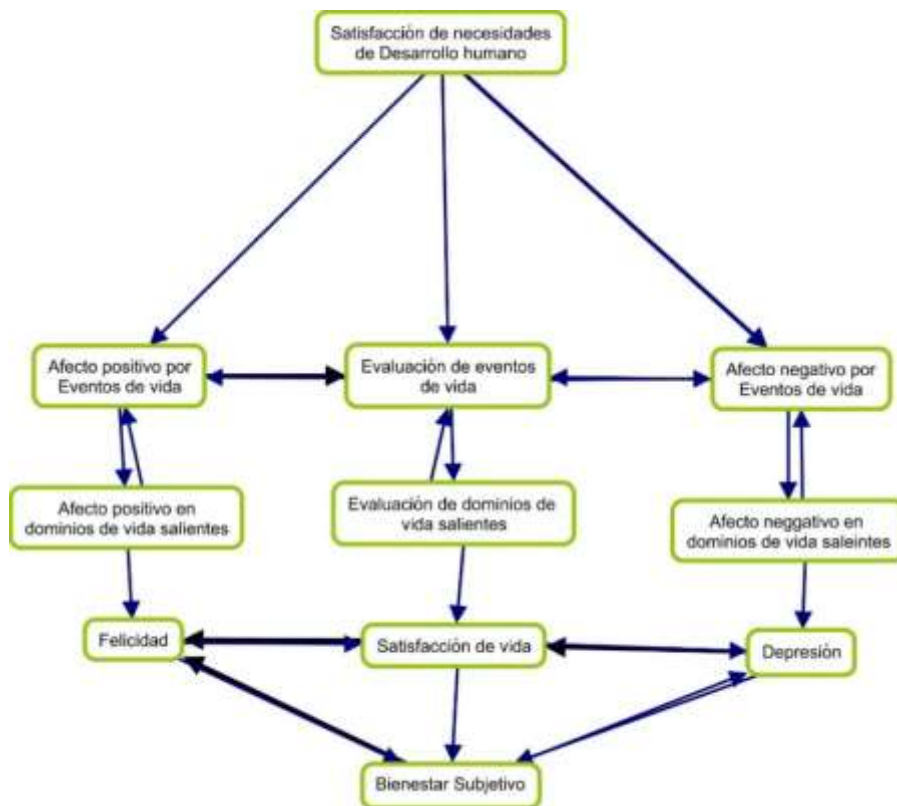 Satisfacción de necesidades
de Desarrollo humano
Afecto positivo por
Eventos de vida
Evaluación de eventos
de vida
Afecto negativo por
Eventos de vida
Afecto positivo en
dominios de vida salientes
Evaluación de dominios de
vida salientes
Afecto neggativo en
dominios de vida saleintes
Felicidad
Satisfacción de vida
Depresión
Bienestar Subjetivo